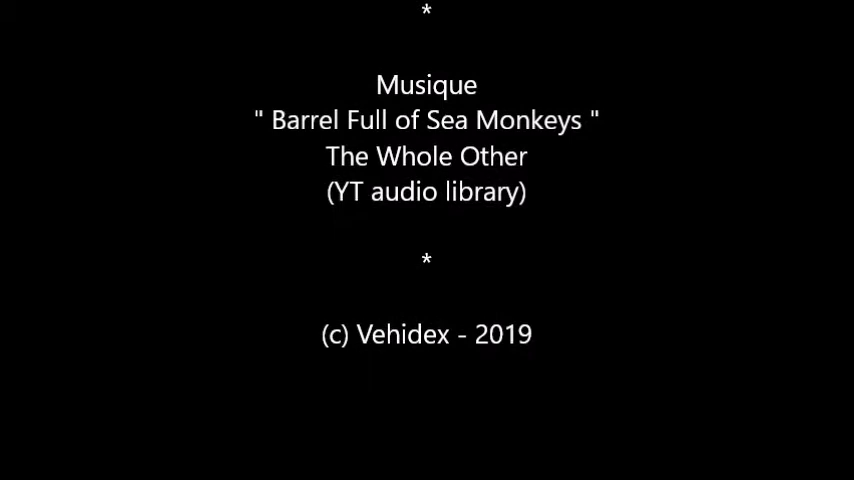 *
Musique
" Barrel Full of Sea Monkeys "
The Whole Other
(YT audio library)
*
(c) Vehidex - 2019